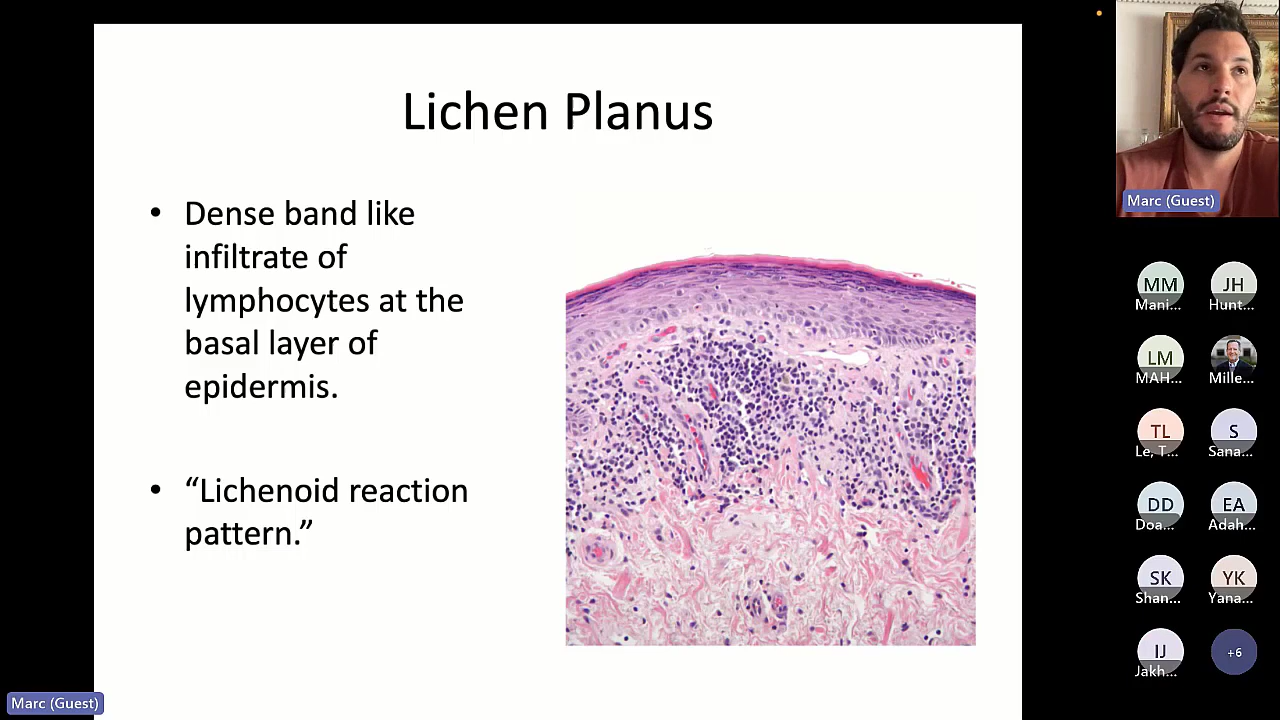 Lichen Planus
• Dense band like
infiltrate of
lymphocytes at the
basal layer of
epidermis.
• “Lichenoid reaction
pattern.”
Marc (Guest)
Marc (Guest)
MM
Mani...
JH
Hunt...
LM
MAH...
Mille...
TL
Le, T...
S
Sana...
DD
Doa...
EA
Adah...
SK
Shan...
YK
Yana...
IJ
Jakh...
+6